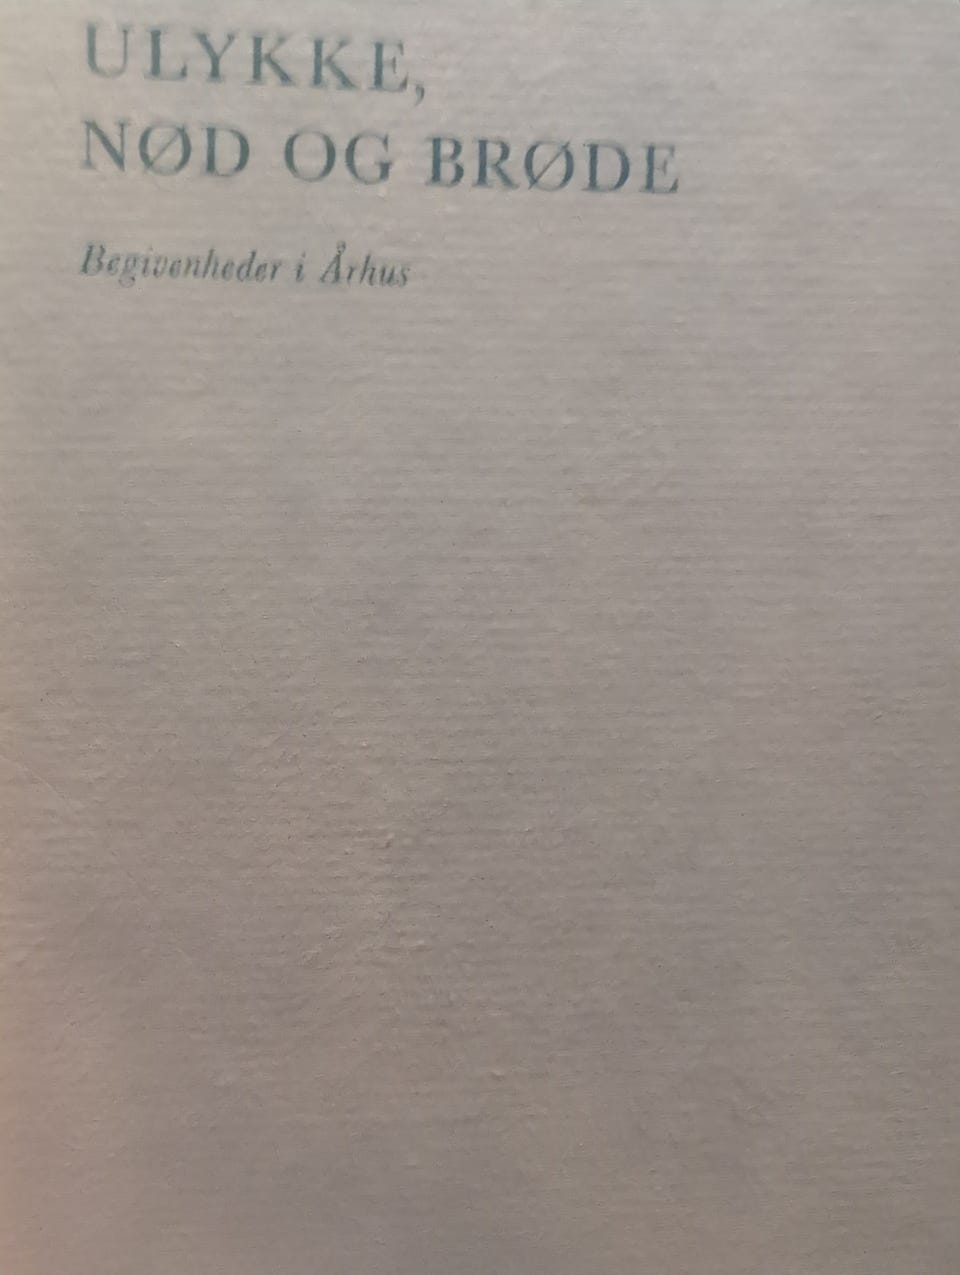 ULYKKE,
NØD OG BRØDE
Begivenheder i Århus